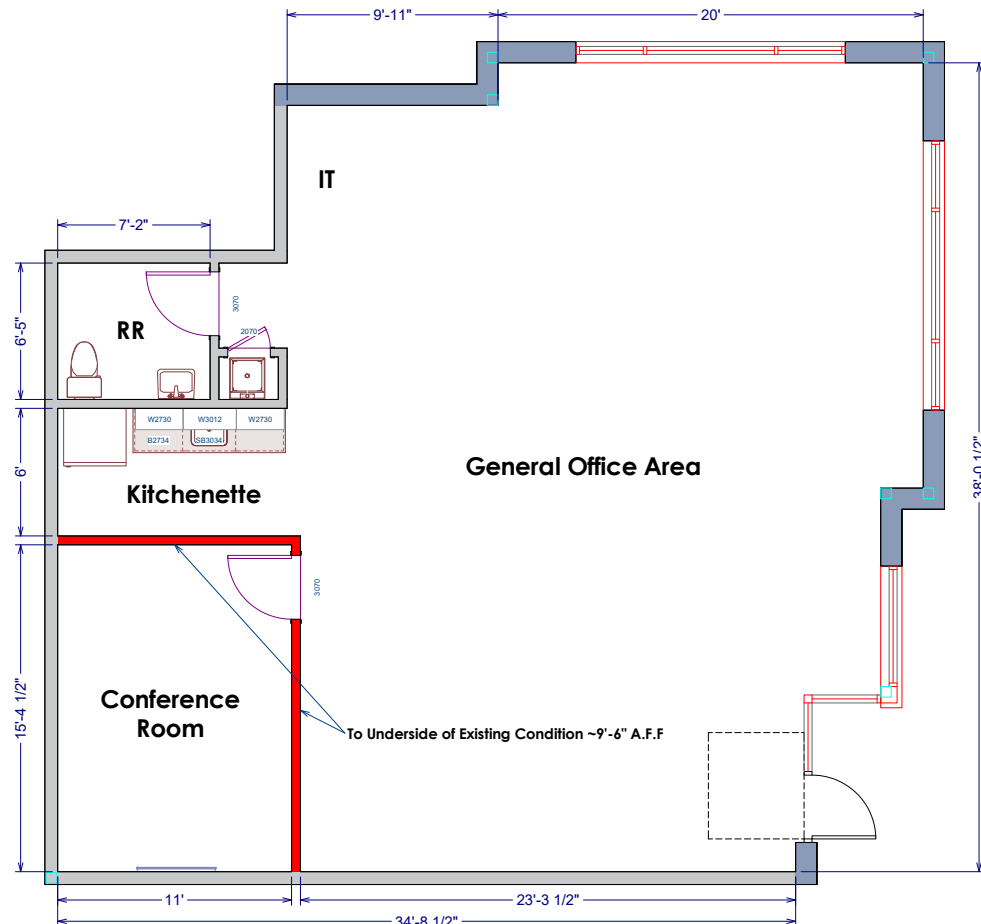 9'-11"
20'
IT
7'-2"
3070
6'-5"
RR
2070
W2730
W3012
W2730
B2734
SB3034
6'
Kitchenette
General Office Area
38'-0 1/2"
3070
15'-4 1/2"
Conference
Room
To Underside of Existing Condition ~9'-6" A.F.F
11'
23'-3 1/2"
34'-8 1/2"